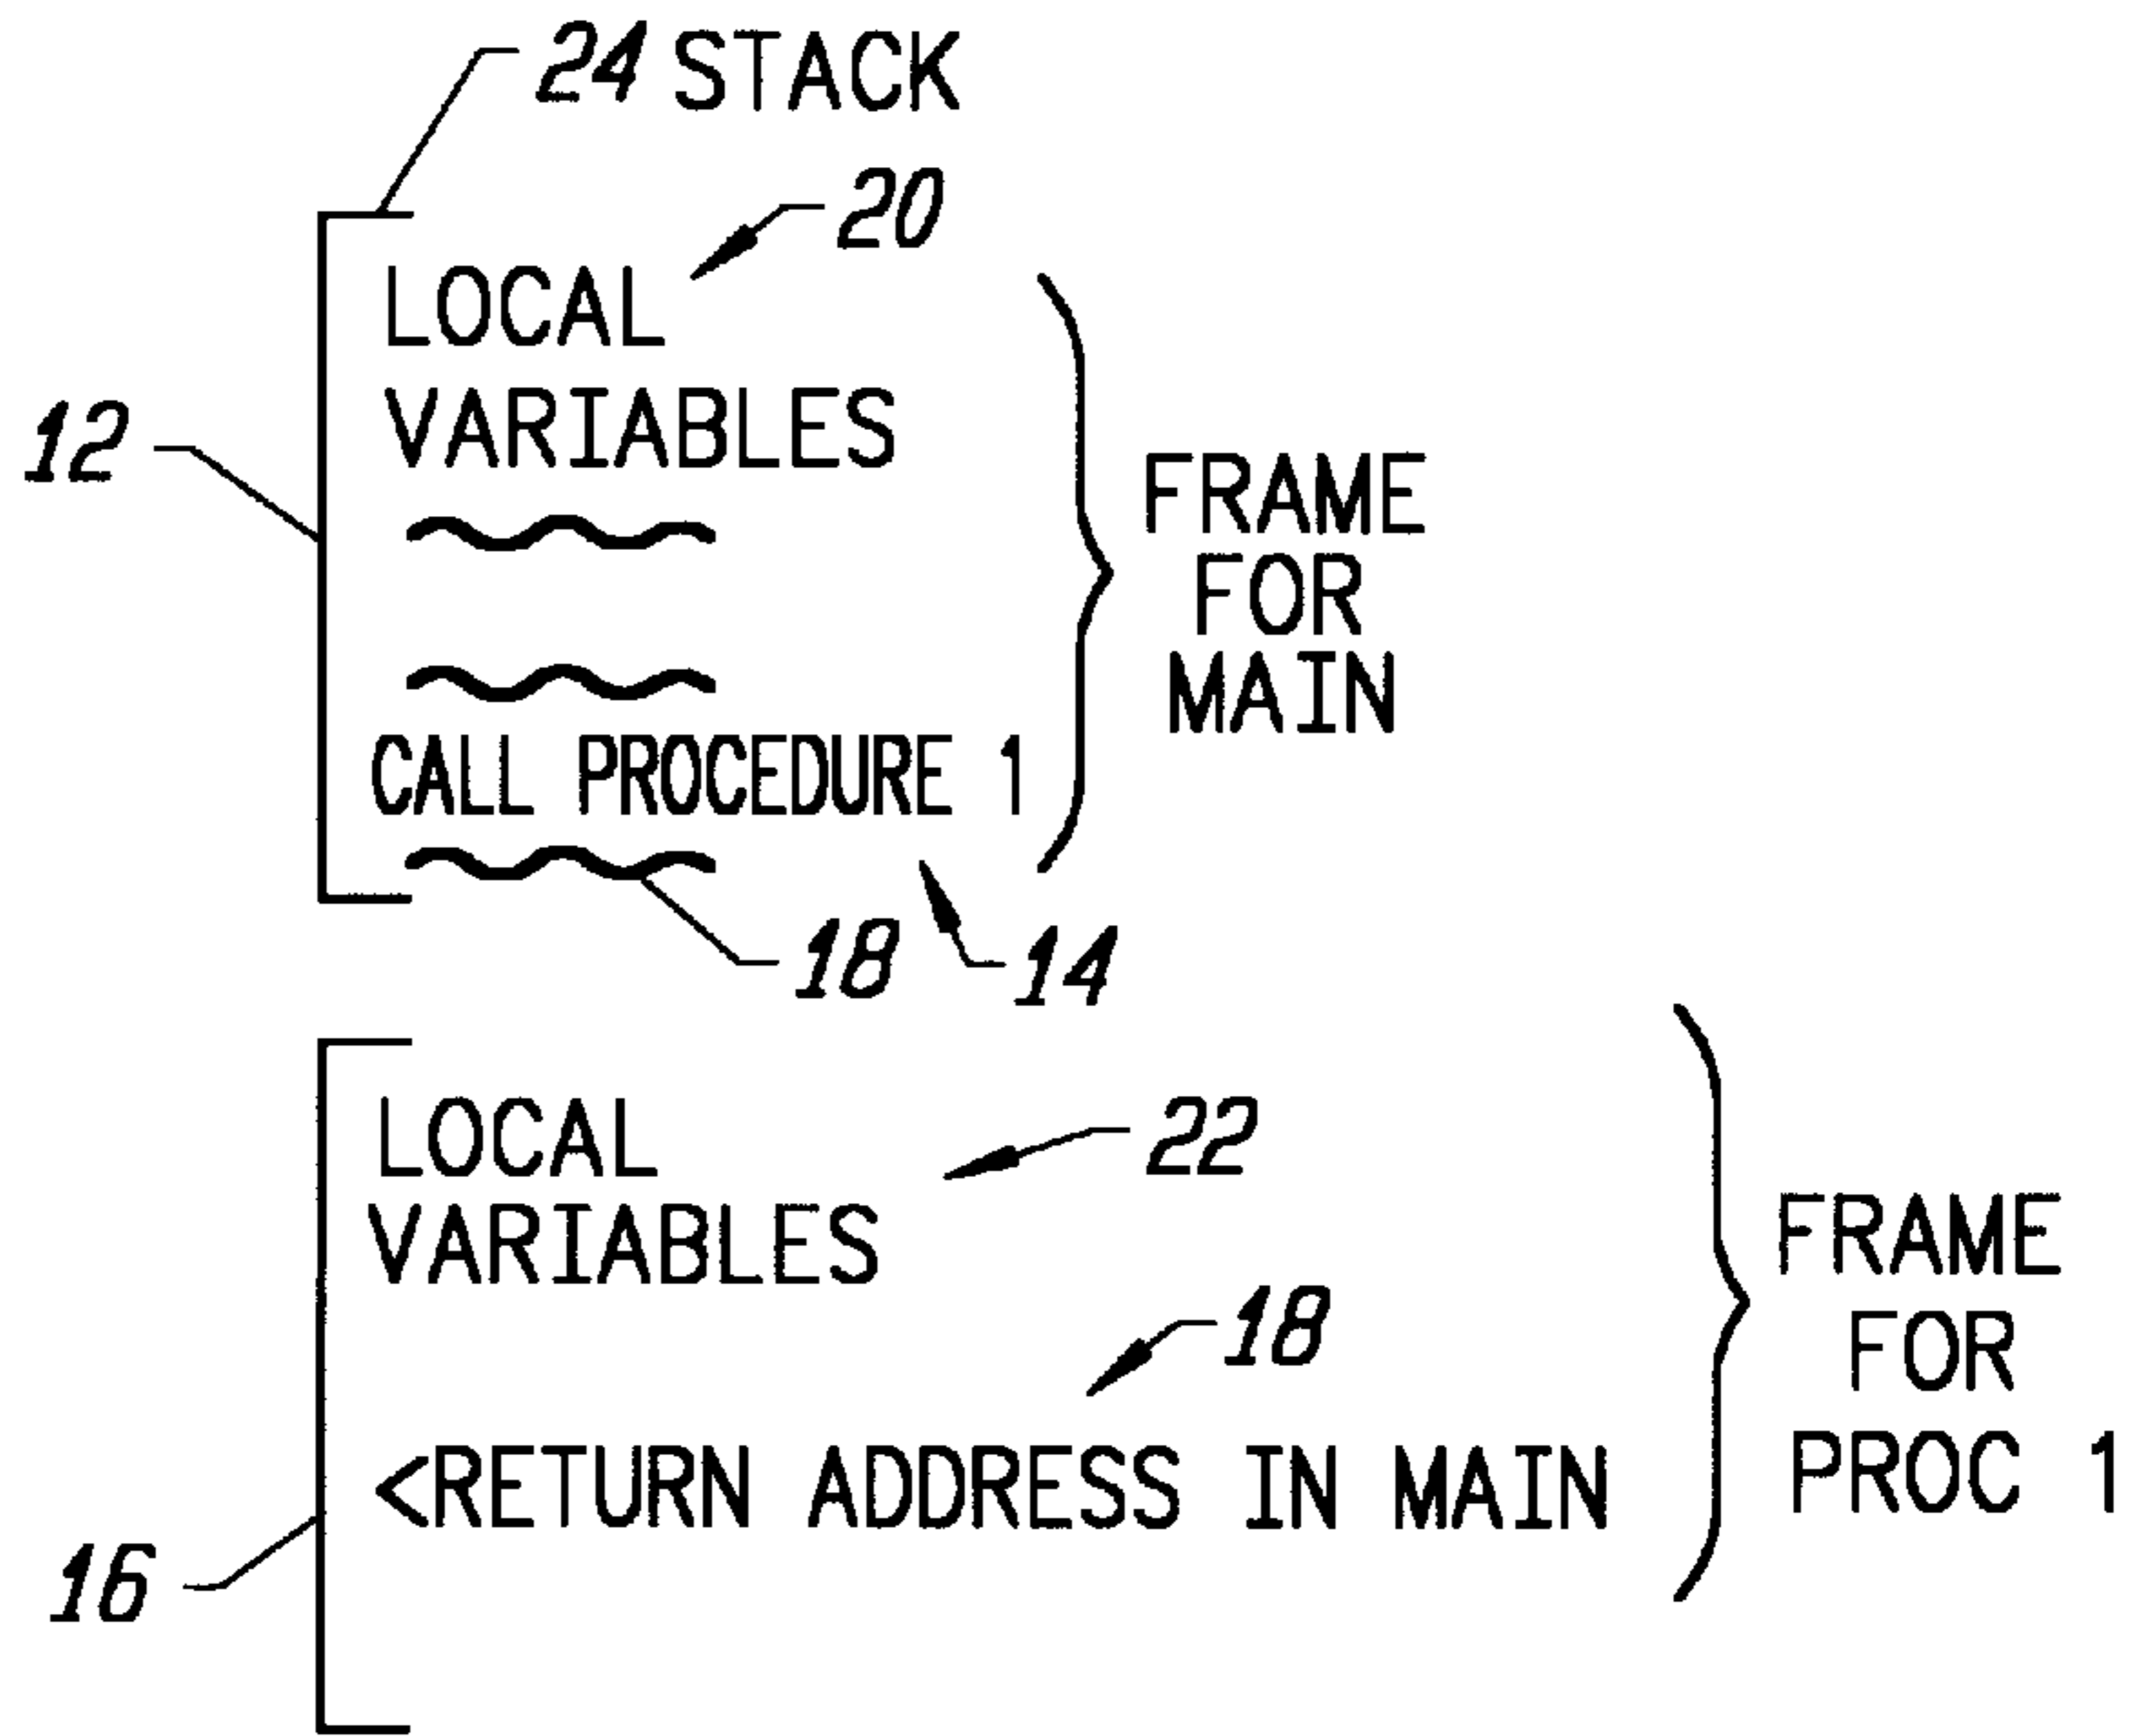 24 STACK
20
LOCAL
VARIABLES
12
FRAME
FOR
MAIN
CALL PROCEDURE 1
18
14
LOCAL
VARIABLES
22
18
<RETURN ADDRESS IN MAIN
16
FRAME
FOR
PROC 1